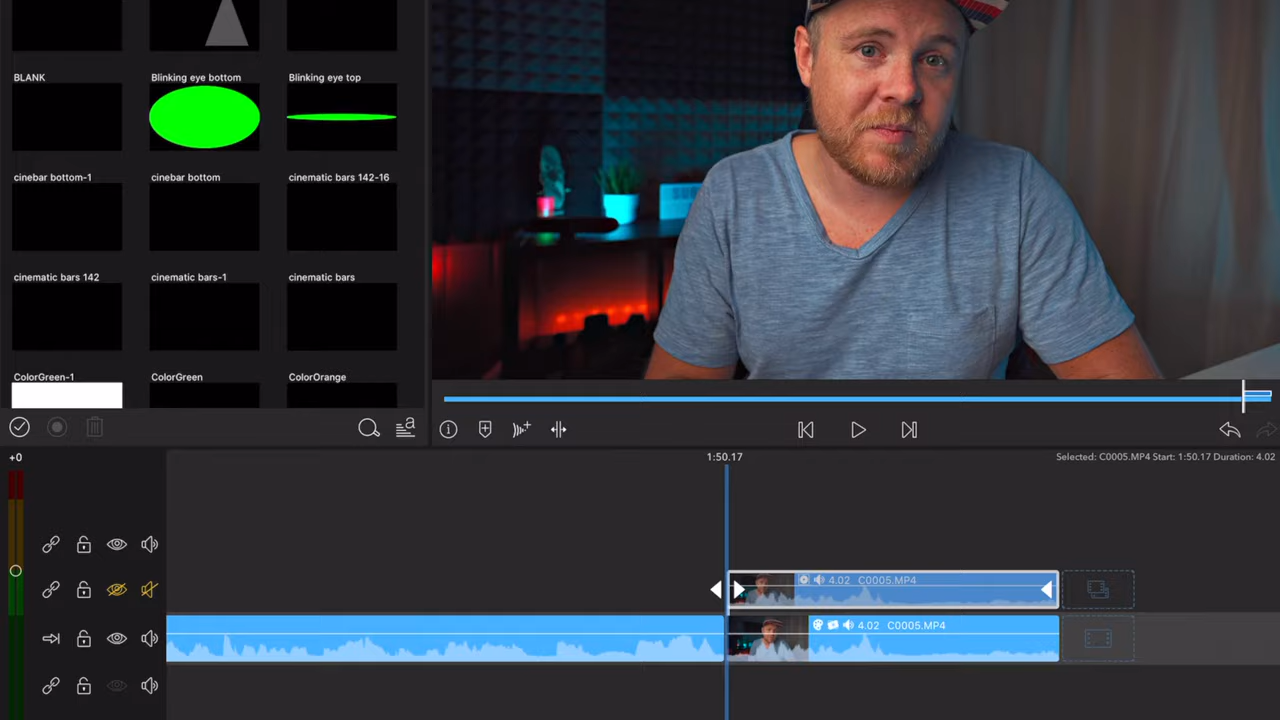 BLANK Blinking eye bottom Blinking eye top
cinebar bottom-1 cinebar bottom cinematic bars 142-16
cinematic bars 142 cinematic bars-1 cinematic bars
ColorGreen-1 ColorGreen ColorOrange
a
+0
1:50.17
Selected: C0005.MP4 Start: 1:50.17 Duration: 4.02
4.02 C0005.MP4
4.02 C0005.MP4